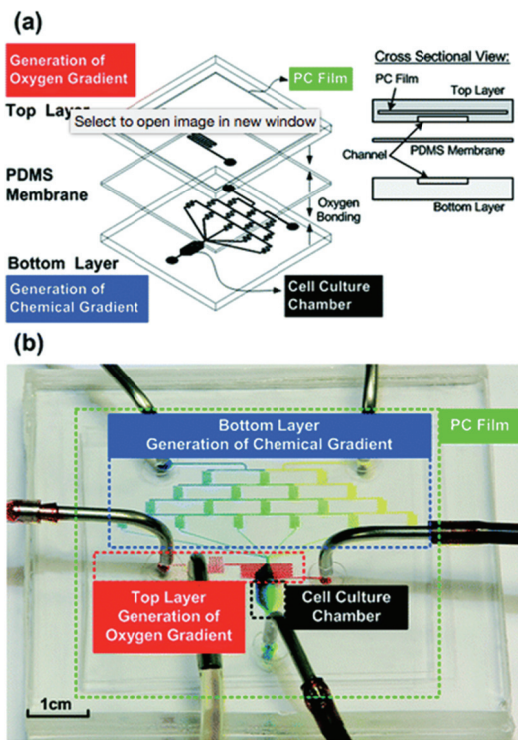 (a)
Generation of
Oxygen Gradient
Top Layer
PC Film
Select to open image in new window
PDMS
Membrane
Oxygen
Bonding
Bottom Layer
Generation of
Chemical Gradient
Cell Culture
Chamber
Cross Sectional View:
PC Film
Top Layer
PDMS Membrane
Channel
Bottom Layer
(b)
Bottom Layer
Generation of Chemical Gradient
PC Film
Top Layer
Generation of
Oxygen Gradient
Cell Culture
Chamber
1cm